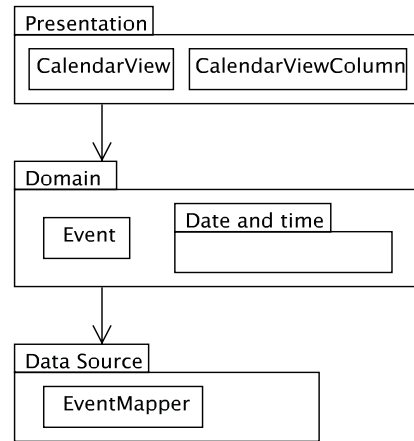 Presentation
CalendarView
CalendarViewColumn
Domain
Event
Date and time
Data Source
EventMapper